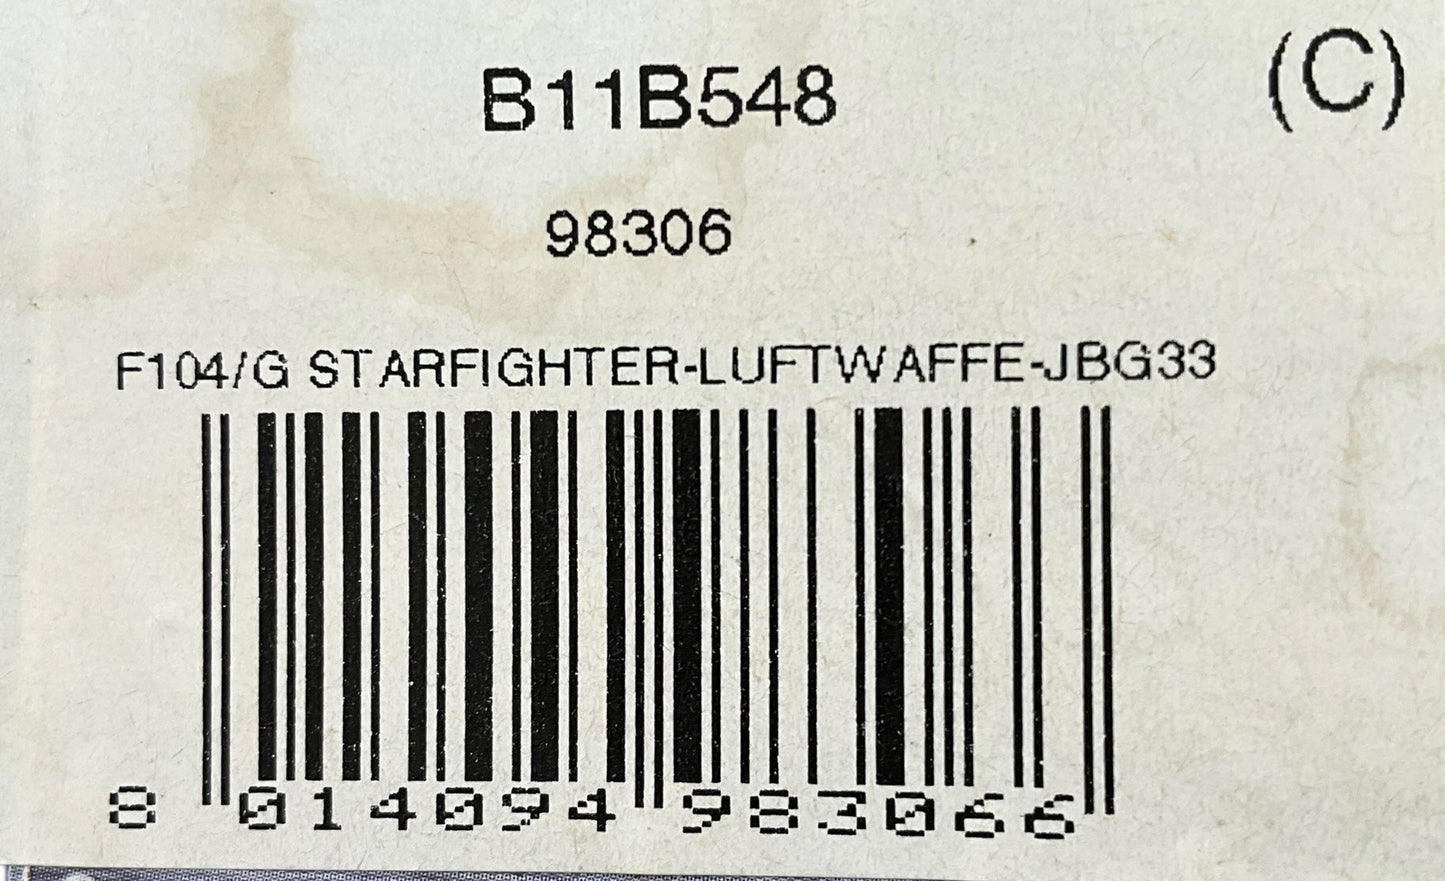 B11B548
(C)
98306
F104/G STARFIGHTER-LUFTWAFFE-JBG33
8 014094 983066